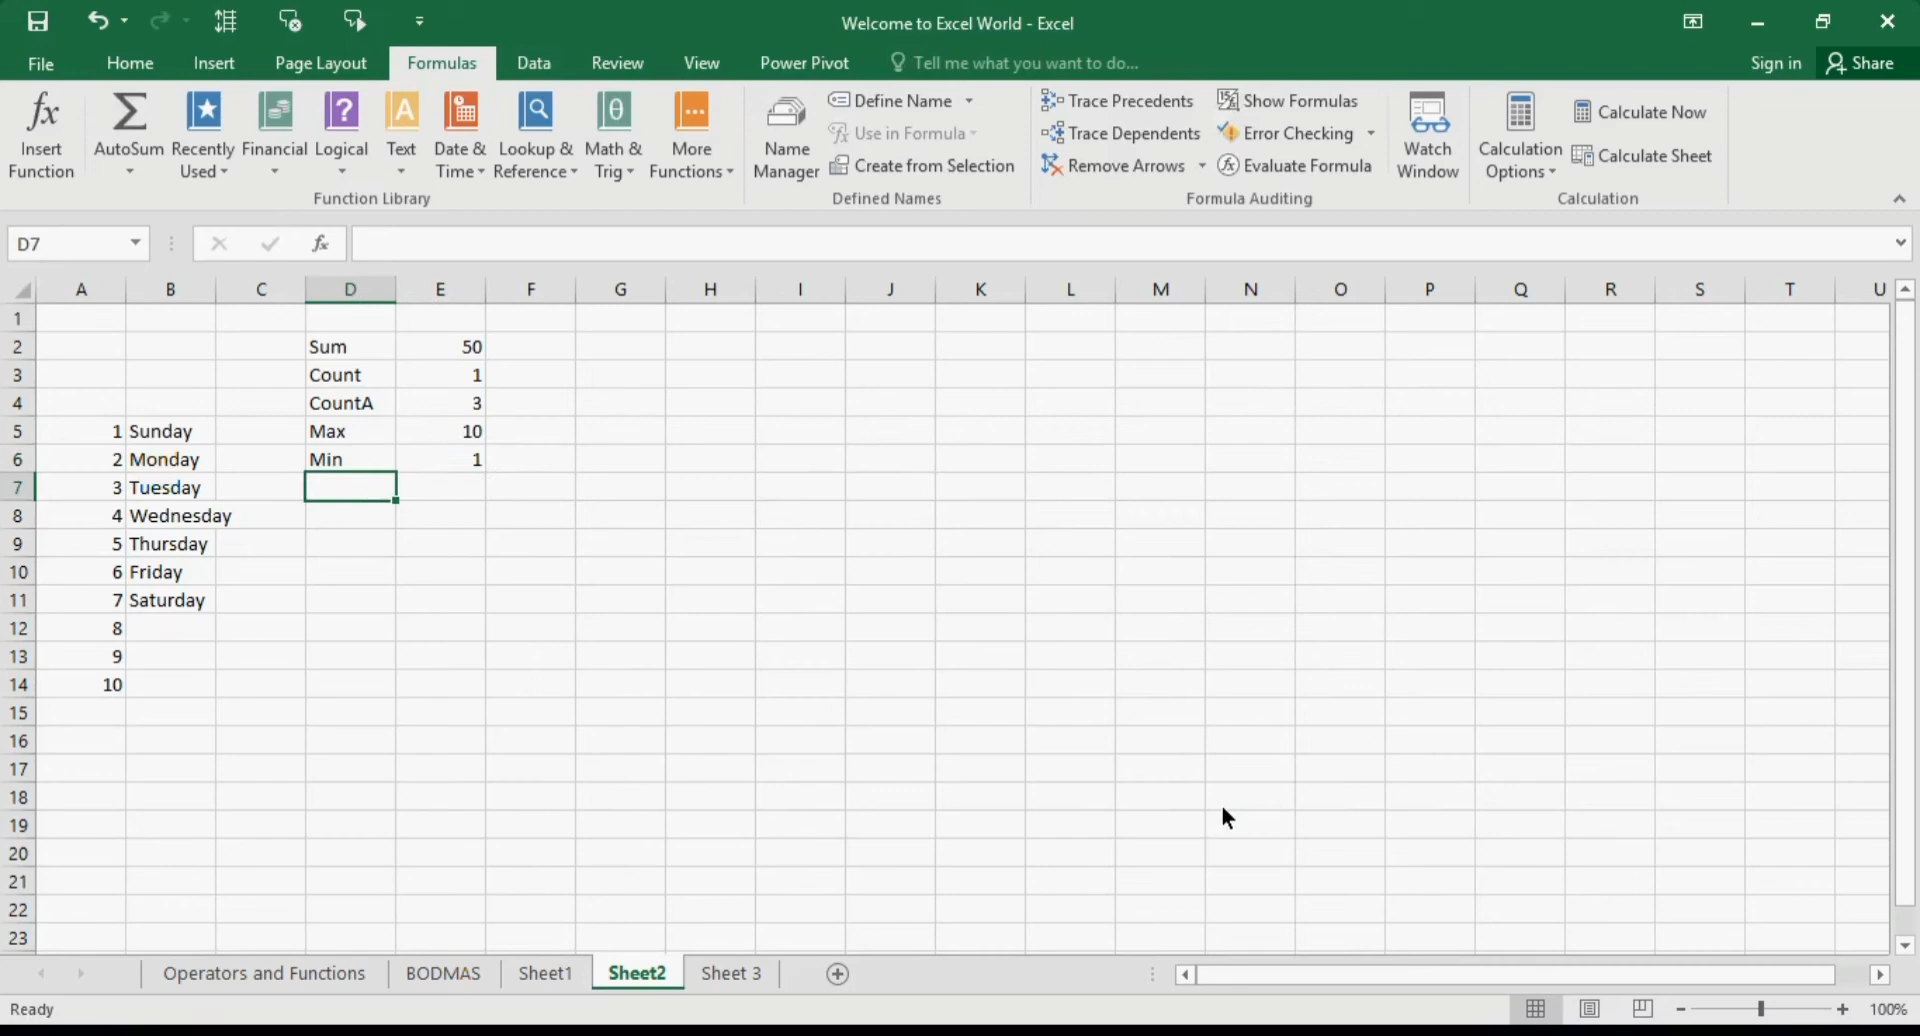 Welcome to Excel World - Excel
File Home Insert Page Layout Formulas Data Review View Power Pivot Tell me what you want to do... Sign in Share
fx Insert Function
AutoSum
Recently Used
Financial
Logical
Text
Date & Time
Lookup & Reference
Math & Trig
More Functions
Function Library
Name Manager
Define Name
Use in Formula
Create from Selection
Defined Names
Trace Precedents
Trace Dependents
Remove Arrows
Show Formulas
Error Checking
Evaluate Formula
Formula Auditing
Watch Window
Calculation Options
Calculate Now
Calculate Sheet
Calculation
D7 fx
A B C D E F G H I J K L M N O P Q R S T U
1
2 Sum 50
3 Count 1
4 CountA 3
5 1 Sunday Max 10
6 2 Monday Min 1
7 3 Tuesday
8 4 Wednesday
9 5 Thursday
10 6 Friday
11 7 Saturday
12 8
13 9
14 10
15
16
17
18
19
20
21
22
23
Operators and Functions BODMAS Sheet1 Sheet2 Sheet 3
Ready 100%